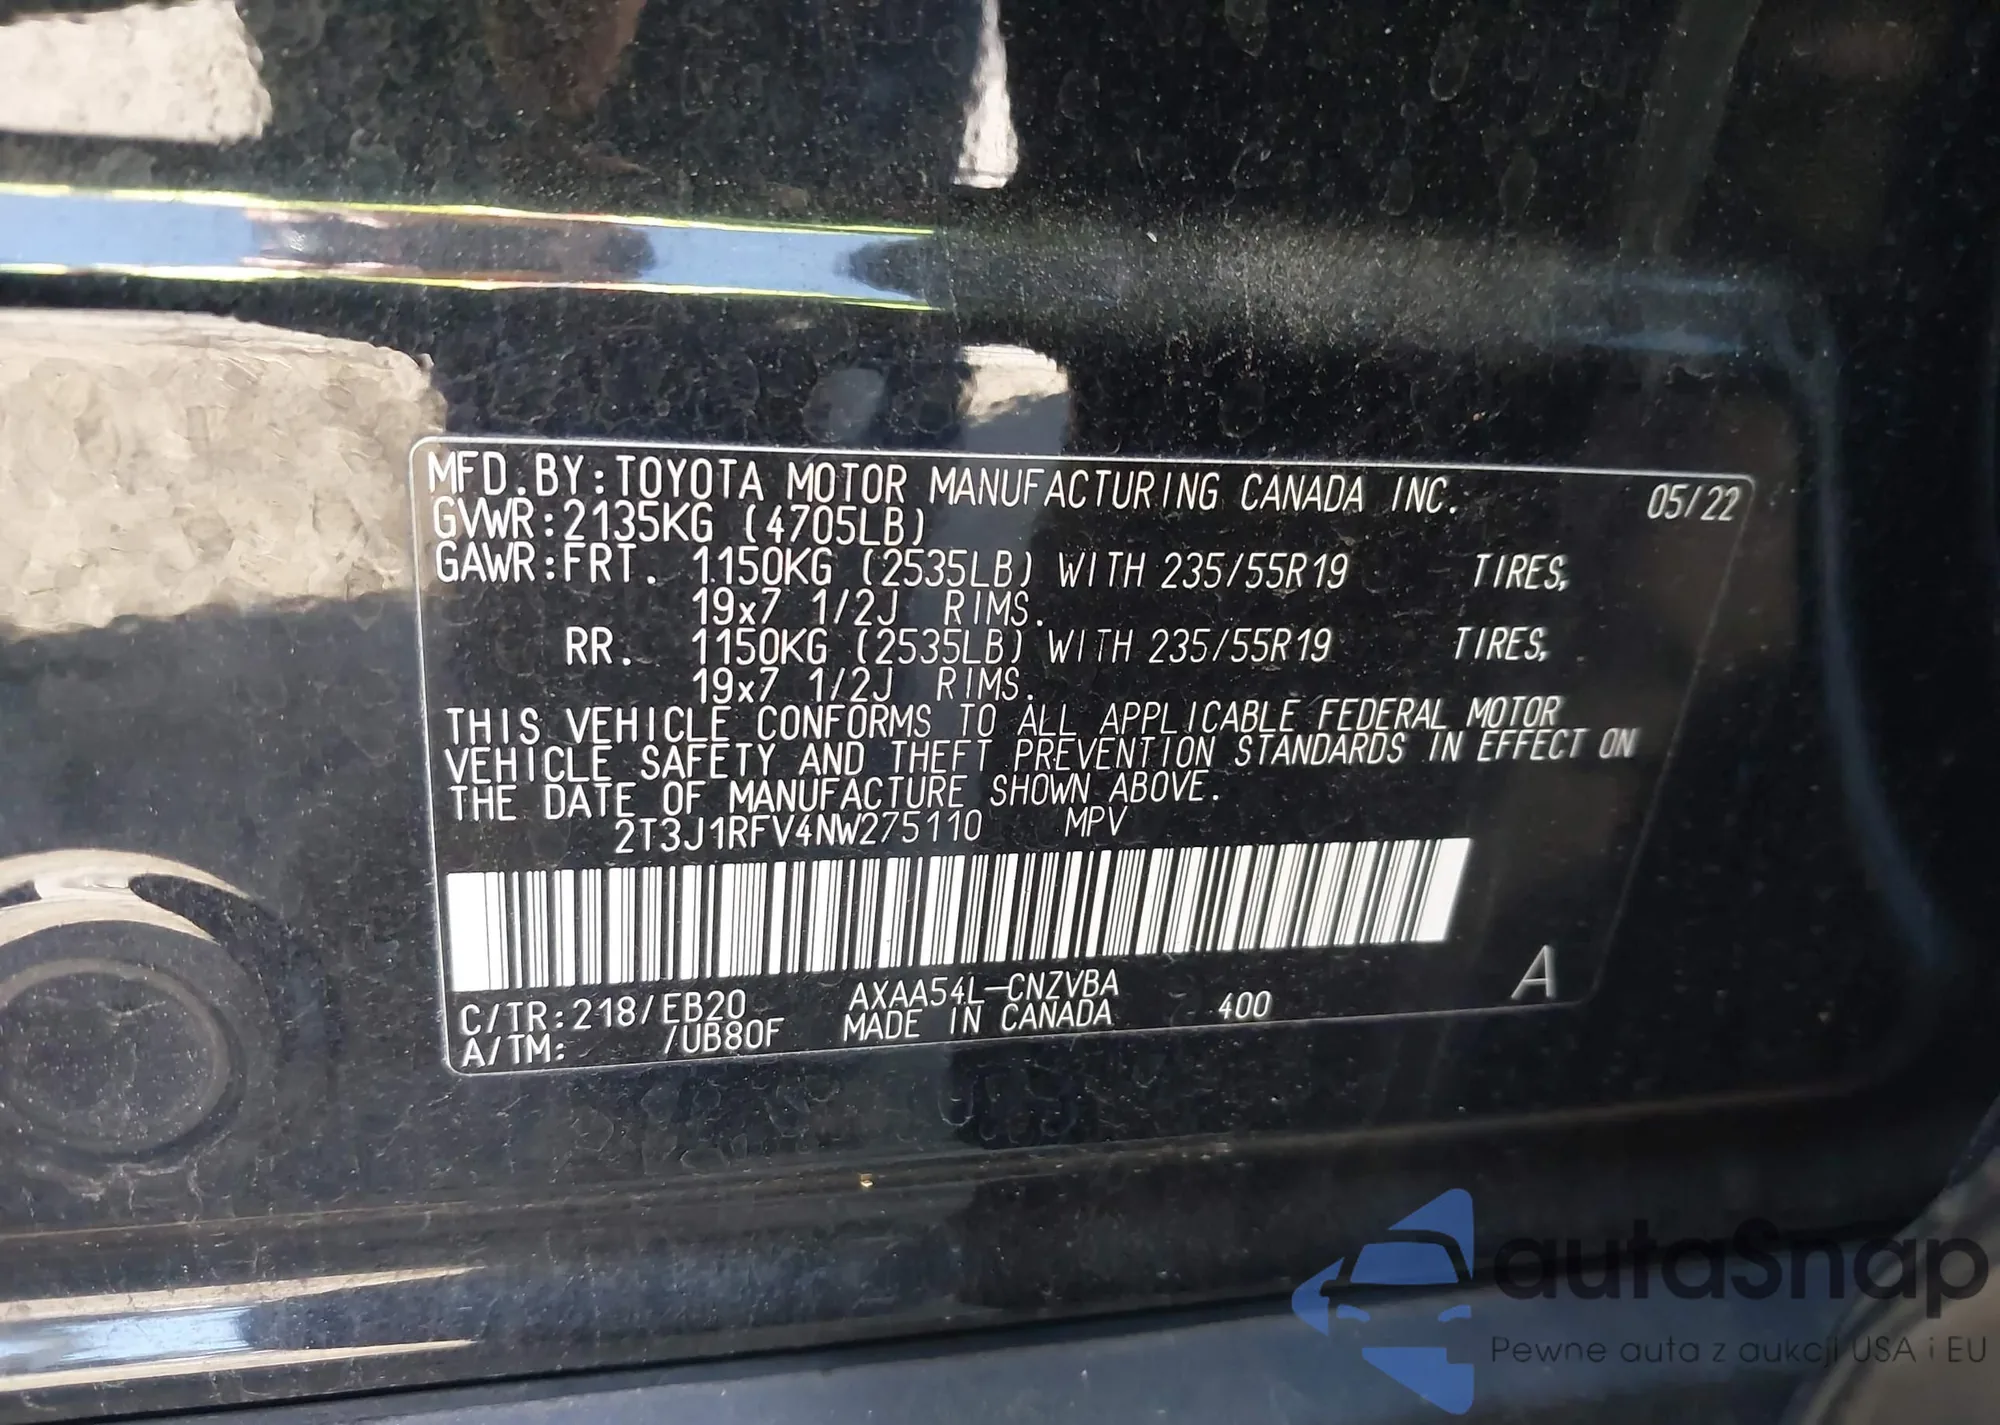 MFD.BY:TOYOTA MOTOR MANUFACTURING CANADA INC. 05/22
GVWR:2135KG (4705LB)
GAWR:FRT. 1150KG (2535LB) WITH 235/55R19 TIRES,
19x7 1/2J RIMS.
RR. 1150KG (2535LB) WITH 235/55R19 TIRES,
19x7 1/2J RIMS.
THIS VEHICLE CONFORMS TO ALL APPLICABLE FEDERAL MOTOR
VEHICLE SAFETY AND THEFT PREVENTION STANDARDS IN EFFECT ON
THE DATE OF MANUFACTURE SHOWN ABOVE.
2T3J1RFV4NW275110 MPV
C/TR:218/EB20 AXAA54L-CNZVBA 400 A
A/TM: /UB80F MADE IN CANADA
autoSnap
Pewne auta z aukcji USA i EU